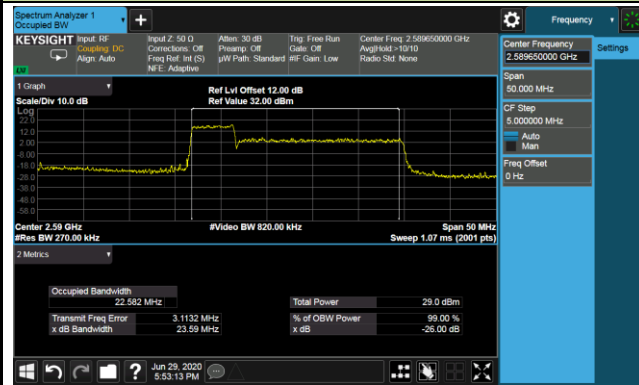 Spectrum Analyzer 1
Occupied BW
Frequency
KEYSIGHT
Input: RF
Coupling: DC
Align: Auto
Input Z: 50 Ω
Corrections: Off
Freq Ref: Int (S)
NFE: Adaptive
Atten: 30 dB
Preamp: Off
µW Path: Standard
Trig: Free Run
Gate: Off
#IF Gain: Low
Center Freq: 2.589650000 GHz
Avg|Hold >10/10
Radio Std: None
1 Graph
Scale/Div 10.0 dB
Ref Lvl Offset 12.00 dB
Ref Value 32.00 dBm
Log
22.0
12.0
2.00
-8.00
-18.0
-28.0
-38.0
-48.0
-58.0
Center 2.59 GHz
#Res BW 270.00 kHz
#Video BW 820.00 kHz
Span 50 MHz
Sweep 1.07 ms (2001 pts)
2 Metrics
Occupied Bandwidth
22.582 MHz
Transmit Freq Error 3.1132 MHz
x dB Bandwidth 23.59 MHz
Total Power 29.0 dBm
% of OBW Power 99.00 %
x dB -26.00 dB
Jun 29, 2020
5:53:13 PM
Center Frequency
2.589650000 GHz
Settings
Span
50.000 MHz
CF Step
5.000000 MHz
Auto
Man
Freq Offset
0 Hz